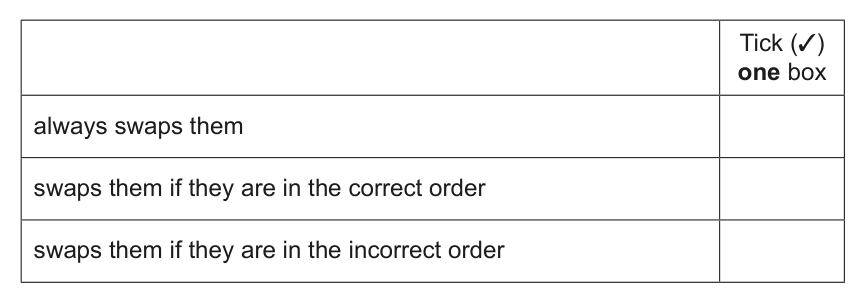 Tick (✓)
one box
always swaps them
swaps them if they are in the correct order
swaps them if they are in the incorrect order